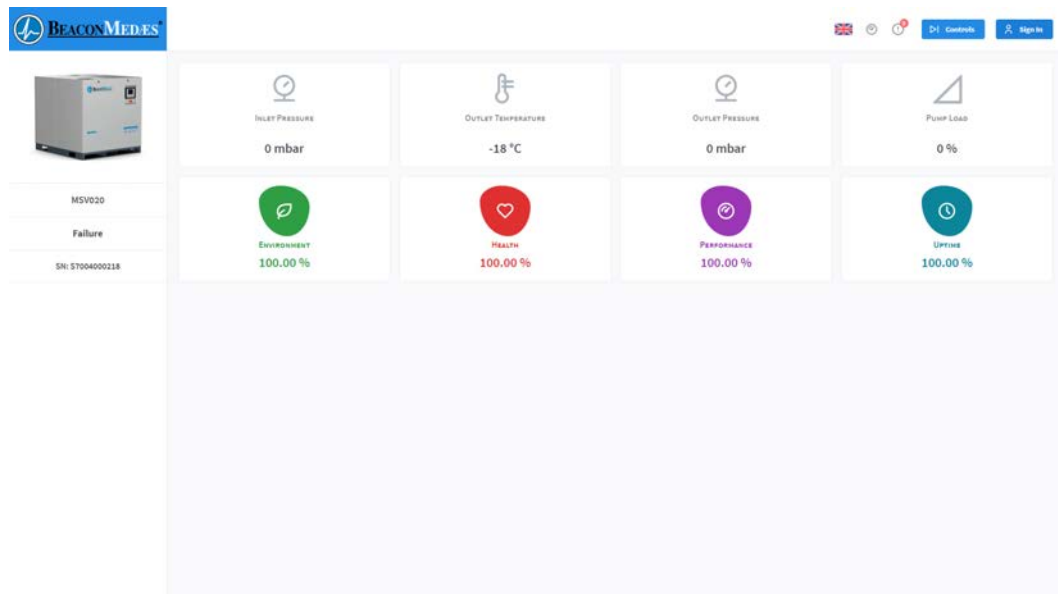 BEACONMEDÆS®
Controls
Sign In
MSV020
Failure
SN: S7004000218
INLET PRESSURE
0 mbar
OUTLET TEMPERATURE
-18 °C
OUTLET PRESSURE
0 mbar
PUMP LOAD
0 %
ENVIRONMENT
100.00 %
HEALTH
100.00 %
PERFORMANCE
100.00 %
UPTIME
100.00 %